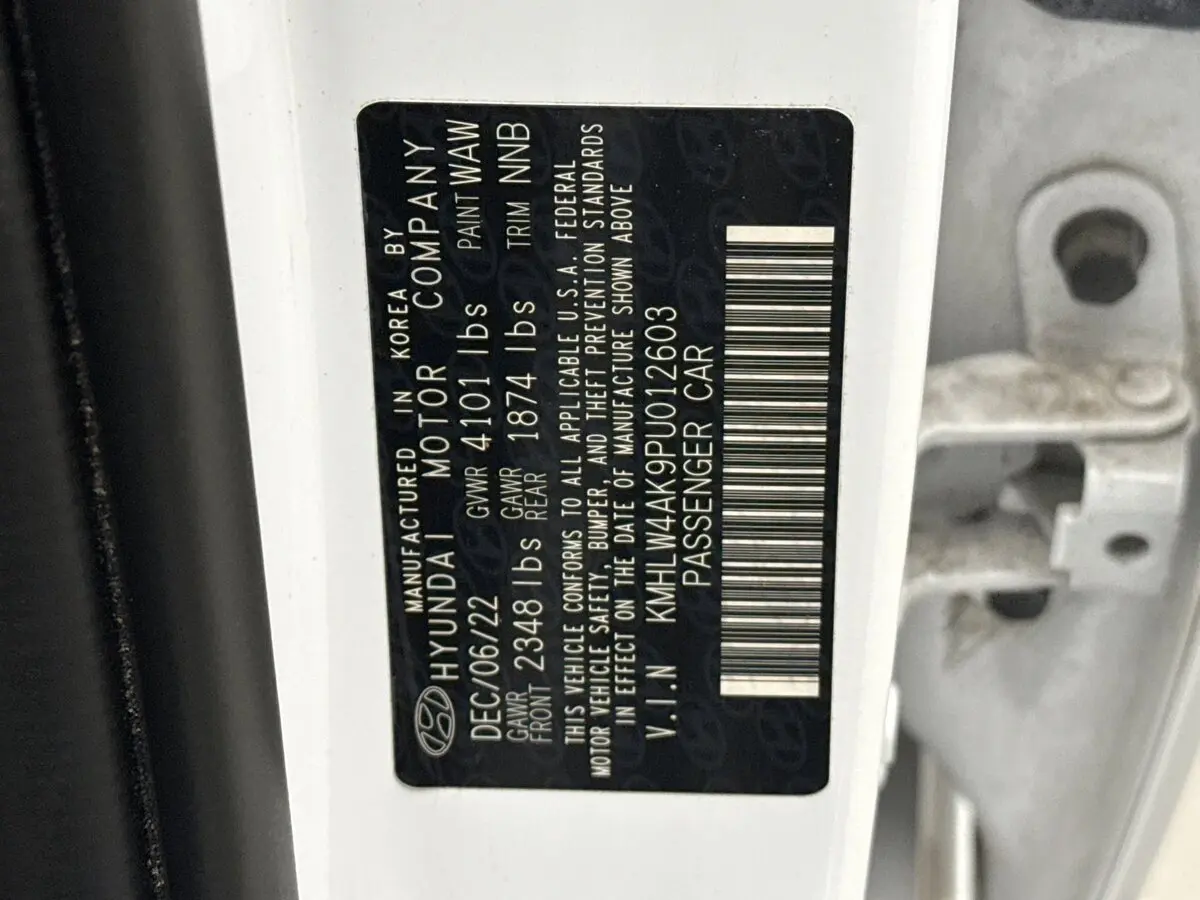 MANUFACTURED IN KOREA BY
HYUNDAI MOTOR COMPANY
DEC/06/22 GVWR 4101 lbs PAINT WAW
GAWR FRONT 2348 lbs GAWR REAR 1874 lbs TRIM NNB
THIS VEHICLE CONFORMS TO ALL APPLICABLE U.S.A. FEDERAL
MOTOR VEHICLE SAFETY, BUMPER, AND THEFT PREVENTION STANDARDS
IN EFFECT ON THE DATE OF MANUFACTURE SHOWN ABOVE
V.I.N KMHLW4AK9PU012603
PASSENGER CAR